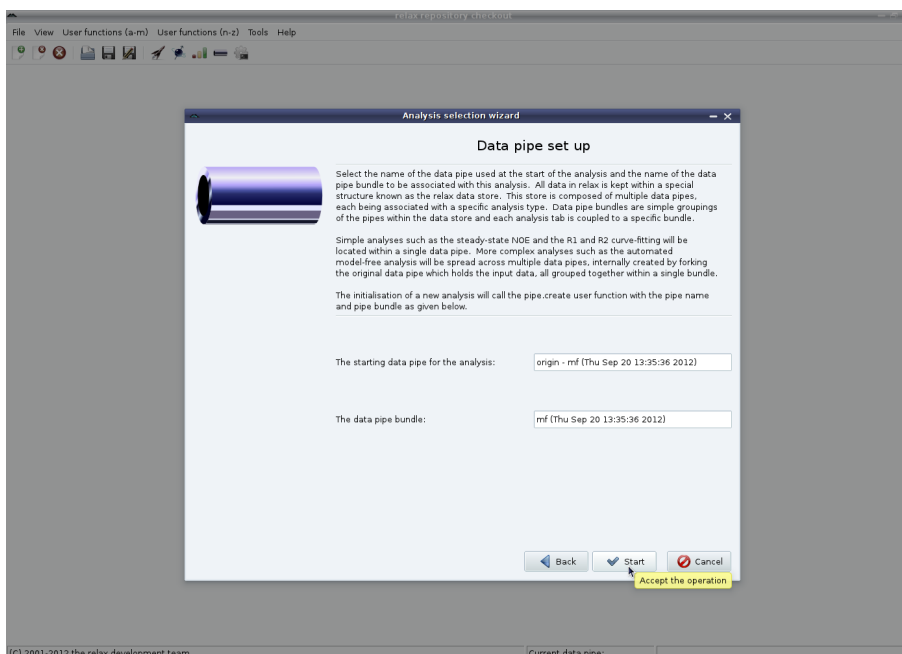 relax repository checkout
File View User functions (a-m) User functions (n-z) Tools Help
Analysis selection wizard
Data pipe set up
Select the name of the data pipe used at the start of the analysis and the name of the data
pipe bundle to be associated with this analysis. All data in relax is kept within a special
structure known as the relax data store. This store is composed of multiple data pipes,
each being associated with a specific analysis type. Data pipe bundles are simple groupings
of the pipes within the data store and each analysis tab is coupled to a specific bundle.
Simple analyses such as the steady-state NOE and the R1 and R2 curve-fitting will be
located within a single data pipe. More complex analyses such as the automated
model-free analysis will be spread across multiple data pipes, internally created by forking
the original data pipe which holds the input data, all grouped together within a single bundle.
The initialisation of a new analysis will call the pipe.create user function with the pipe name
and pipe bundle as given below.
The starting data pipe for the analysis: origin - mf (Thu Sep 20 13:35:36 2012)
The data pipe bundle: mf (Thu Sep 20 13:35:36 2012)
Back Start Cancel
Accept the operation
(C) 2001-2012 the relax development team Current data pipe: